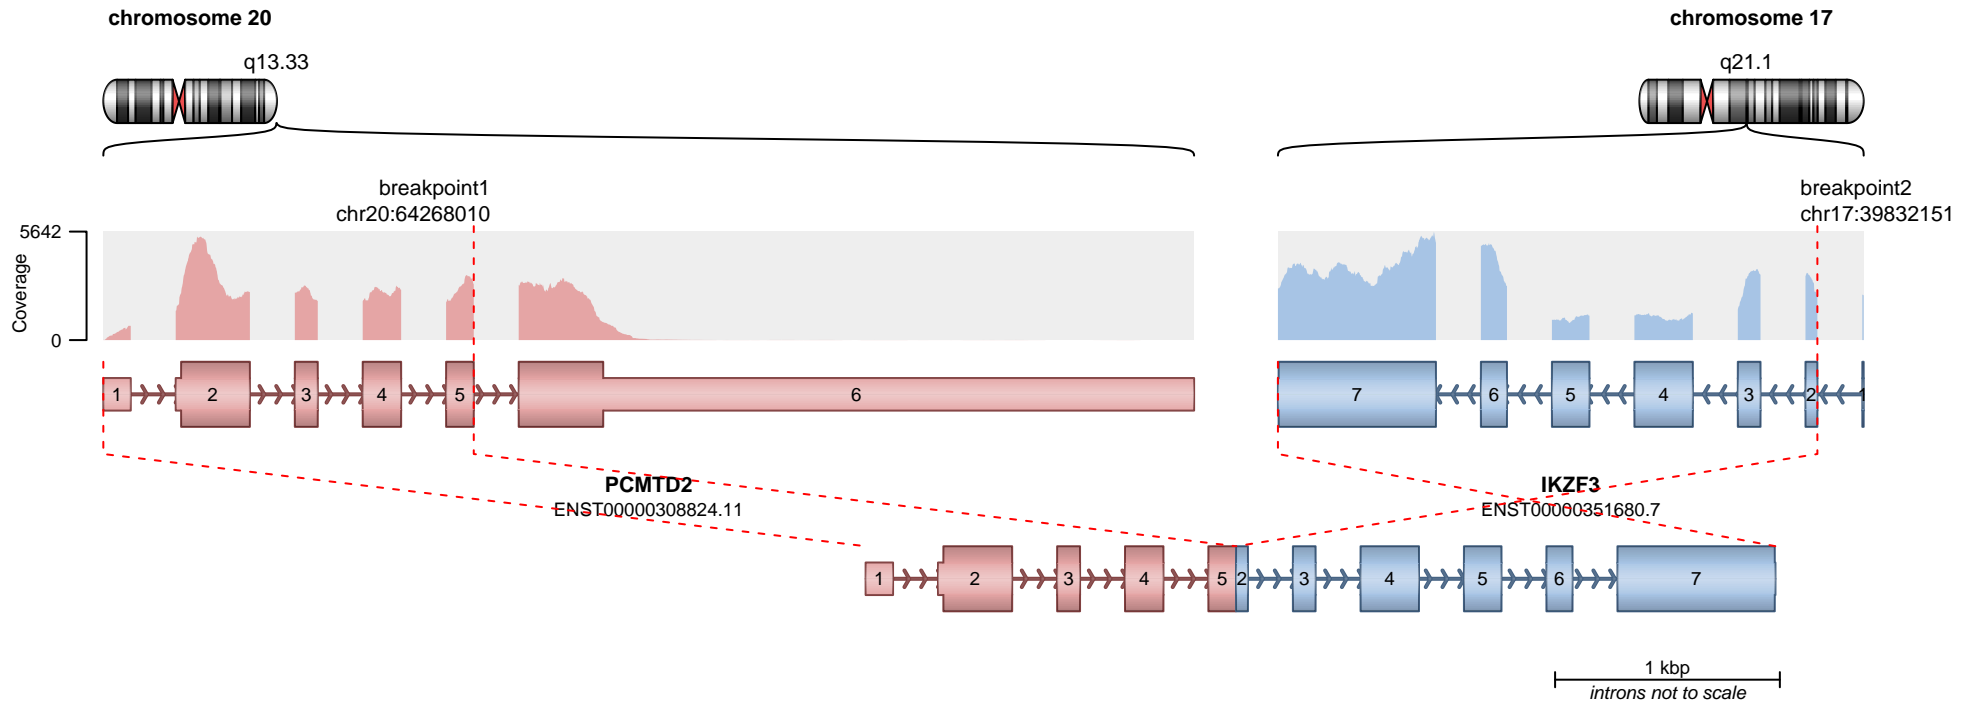 chromosome 20
chromosome 17
q13.33
q21.1
breakpoint1
chr20:64268010
breakpoint2
chr17:39832151
5642
Coverage
0
1 2 3 4 5 6
7 6 5 4 3 2 1
PCMTD2
ENST00000308824.11
IKZF3
ENST00000351680.7
1 2 3 4 5 2 3 4 5 6 7
1 kbp
introns not to scale